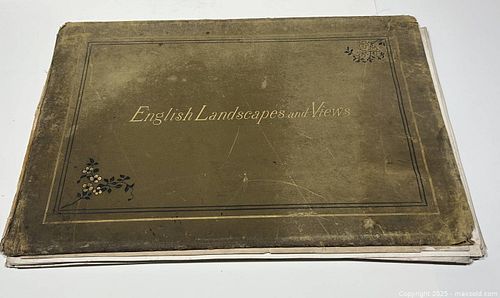 English Landscapes and Views
Copyright 2025 - maxsold.com